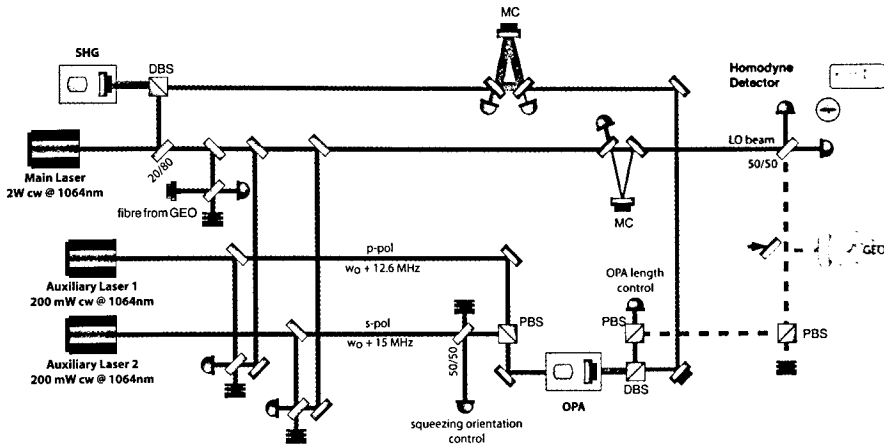 MC
SHG
DBS
Homodyne
Detector
Main Laser
2W cw @ 1064nm
20/80
LO beam
50/50
fibre from GEO
MC
GEO
p-pol
wO + 12.6 MHz
Auxiliary Laser 1
200 mW cw @ 1064nm
OPA length
control
s-pol
wO + 15 MHz
PBS
PBS
PBS
50/50
Auxiliary Laser 2
200 mW cw @ 1064nm
OPA
DBS
squeezing orientation
control